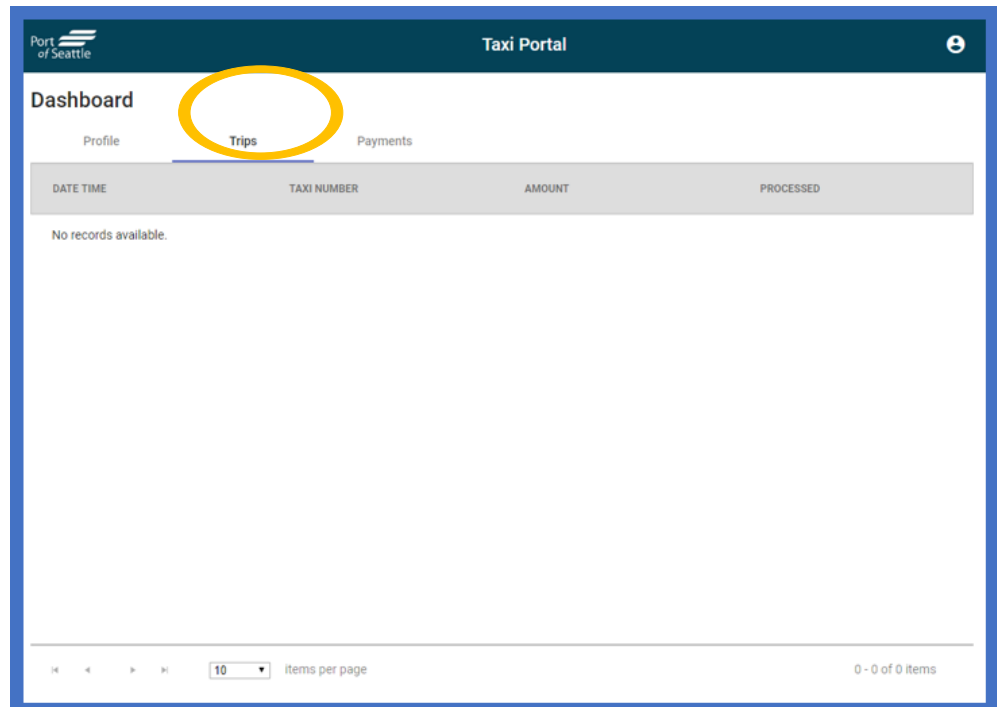 Port
of Seattle
Taxi Portal
Dashboard
Profile Trips Payments
DATE TIME TAXI NUMBER AMOUNT PROCESSED
No records available.
10 items per page 0 - 0 of 0 items